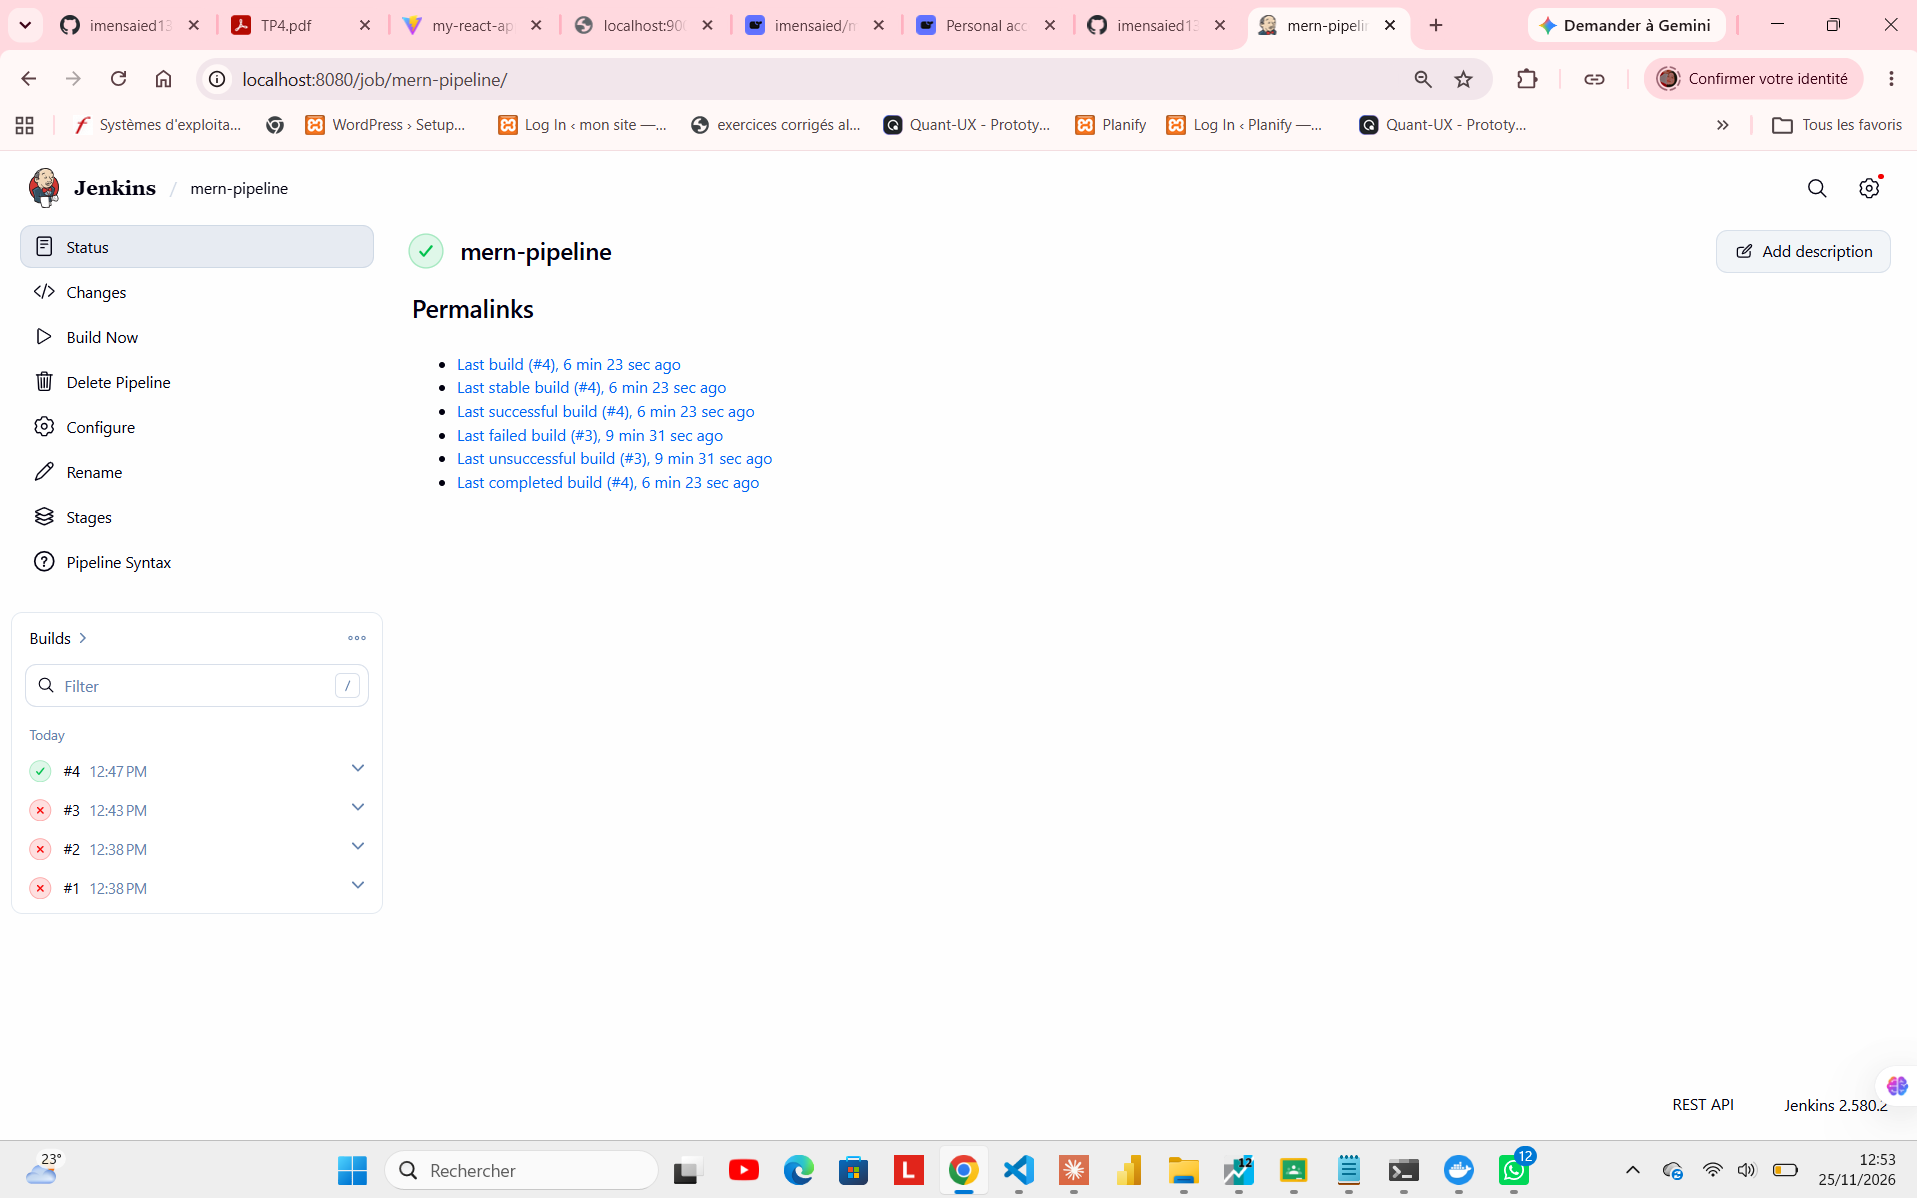 imensaied13
TP4.pdf
my-react-ap
localhost:900
imensaied/m
Personal acc
imensaied13
mern-pipelin
Demander à Gemini
localhost:8080/job/mern-pipeline/
Confirmer votre identité
Systèmes d'exploita...
WordPress › Setup...
Log In ‹ mon site —...
exercices corrigés al...
Quant-UX - Prototy...
Planify
Log In ‹ Planify —...
Quant-UX - Prototy...
Tous les favoris
Jenkins / mern-pipeline
Status
mern-pipeline
Add description
Changes
Build Now
Delete Pipeline
Configure
Rename
Stages
Pipeline Syntax
Permalinks
Last build (#4), 6 min 23 sec ago
Last stable build (#4), 6 min 23 sec ago
Last successful build (#4), 6 min 23 sec ago
Last failed build (#3), 9 min 31 sec ago
Last unsuccessful build (#3), 9 min 31 sec ago
Last completed build (#4), 6 min 23 sec ago
Builds
Filter /
Today
#4 12:47 PM
#3 12:43 PM
#2 12:38 PM
#1 12:38 PM
REST API
Jenkins 2.580.2
23°
Rechercher
L
12
12
12:53
25/11/2026